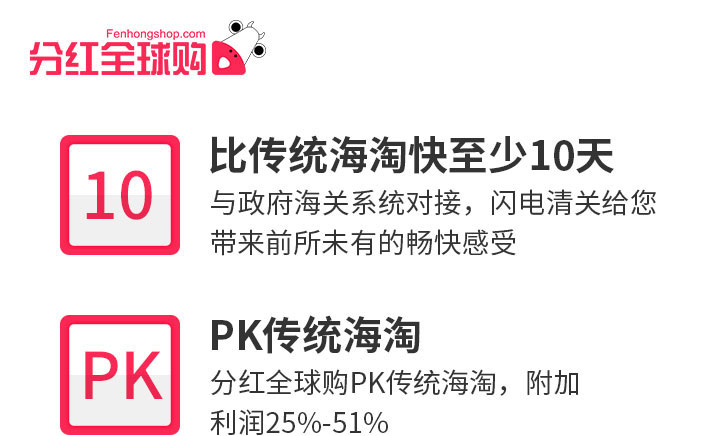 Fenhongshop.com
分红全球购
10
比传统海淘快至少10天
与政府海关系统对接，闪电清关给您
带来前所未有的畅快感受
PK
PK传统海淘
分红全球购PK传统海淘，附加
利润25%-51%